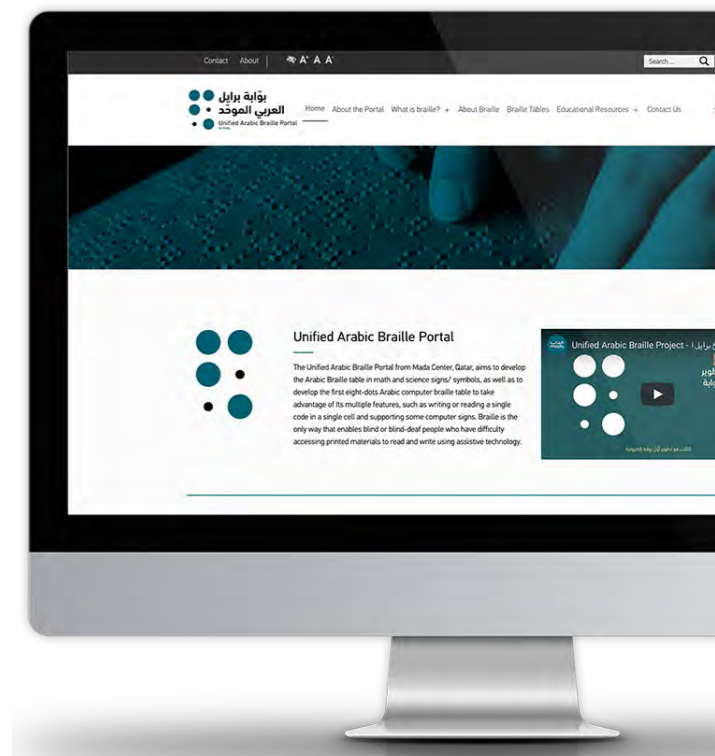 Contact About | A+ A A-
Search ...
بوّابة برايل
العربي الموحّد
Unified Arabic Braille Portal
Home About the Portal What is braille? + About Braille Braille Tables Educational Resources + Contact Us
Unified Arabic Braille Portal
The Unified Arabic Braille Portal from Mada Center, Qatar, aims to develop
the Arabic Braille table in math and science signs/ symbols, as well as to
develop the first eight-dots Arabic computer braille table to take
advantage of its multiple features, such as writing or reading a single
code in a single cell and supporting some computer signs. Braille is the
only way that enables blind or blind-deaf people who have difficulty
accessing printed materials to read and write using assistive technology.
Unified Arabic Braille Project -